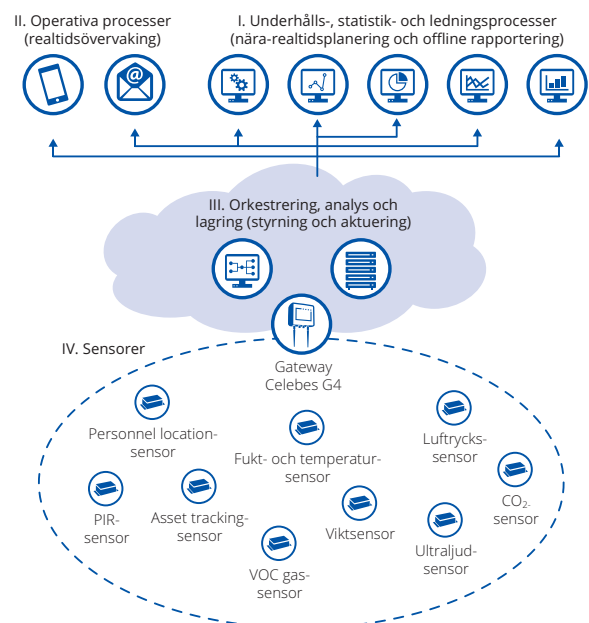 II. Operativa processer
(realtidsövervaking)
I. Underhålls-, statistik- och ledningsprocesser
(nära-realtidsplanering och offline rapportering)
@
III. Orkestrering, analys och
lagring (styrning och aktuering)
IV. Sensorer
Gateway
Celebes G4
Personnel location-
sensor
Fukt- och temperatur-
sensor
Luftrycks-
sensor
PIR-
sensor
Asset tracking-
sensor
VOC gas-
sensor
Viktsensor
Ultraljud-
sensor
CO₂-
sensor